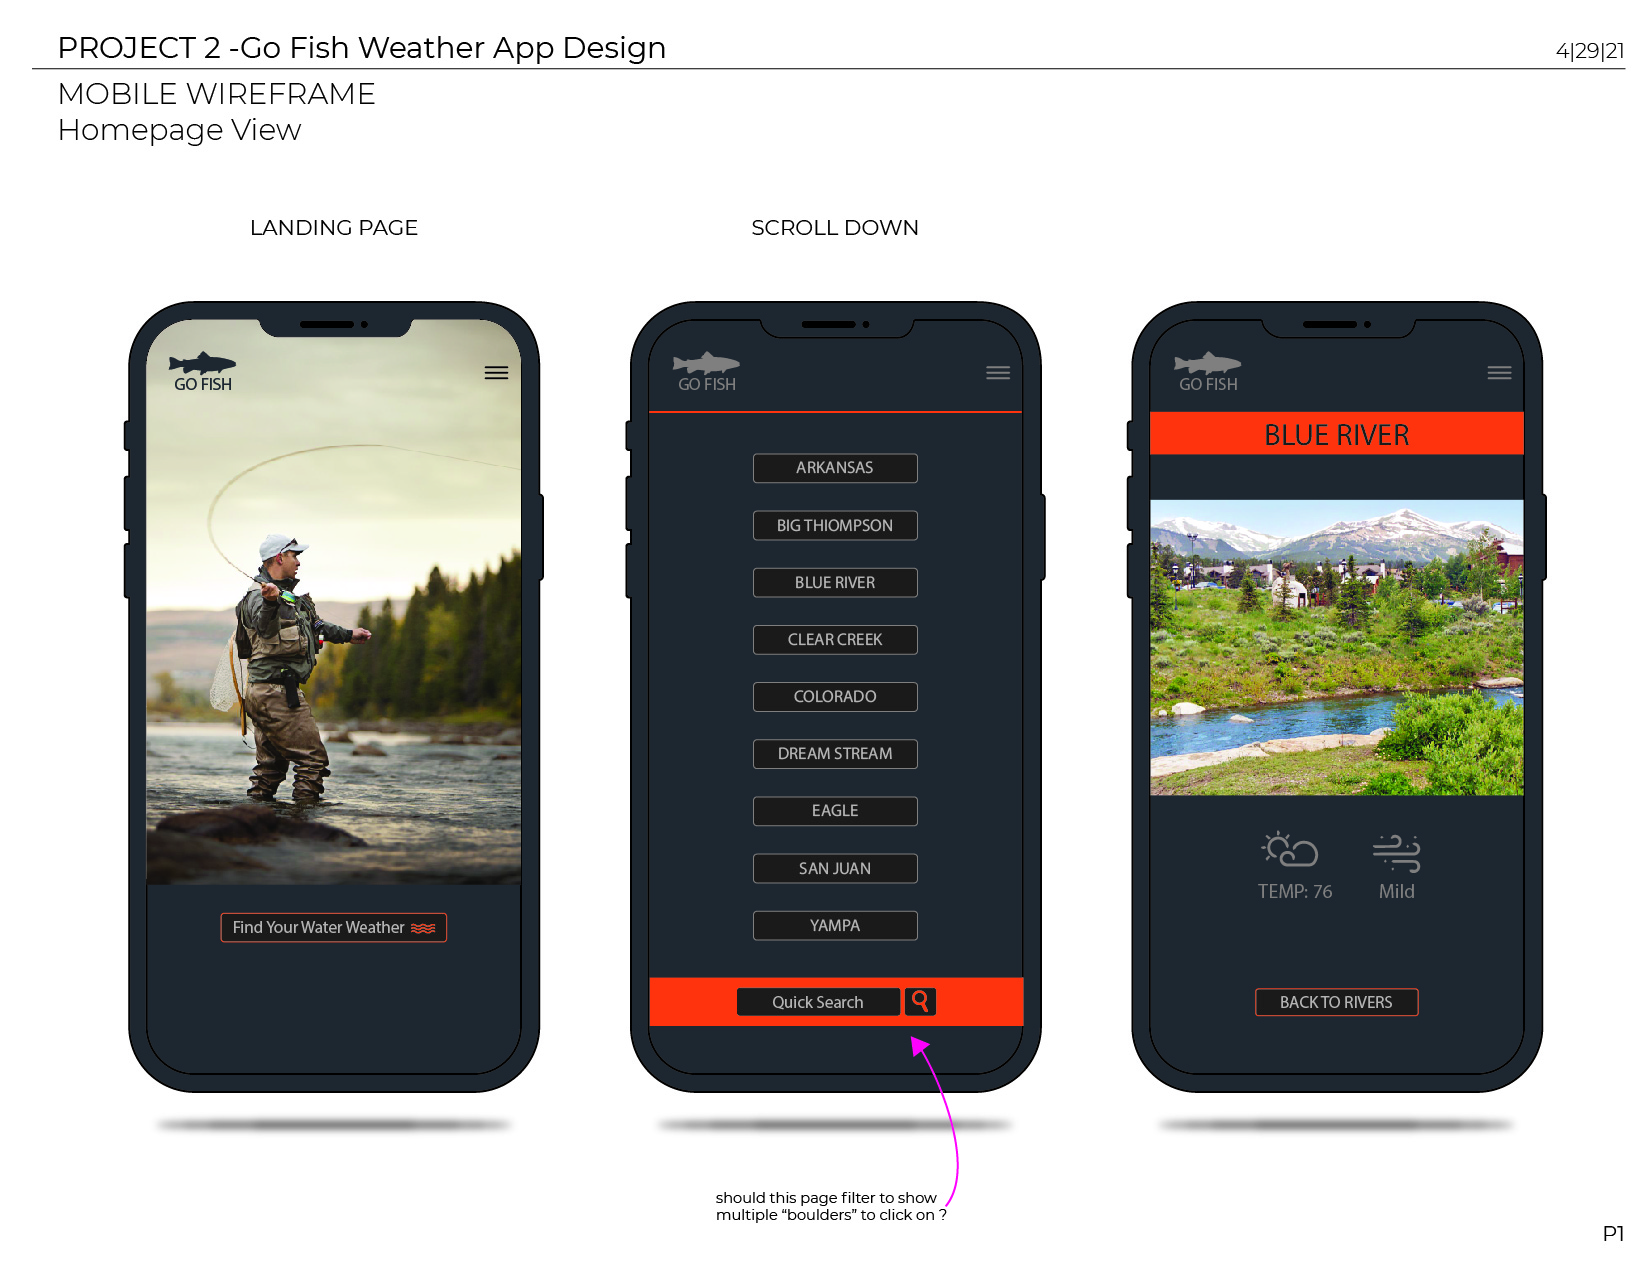 PROJECT 2 -Go Fish Weather App Design
4|29|21
MOBILE WIREFRAME
Homepage View
LANDING PAGE
GO FISH
Find Your Water Weather
SCROLL DOWN
GO FISH
ARKANSAS
BIG THIOMPSON
BLUE RIVER
CLEAR CREEK
COLORADO
DREAM STREAM
EAGLE
SAN JUAN
YAMPA
Quick Search
should this page filter to show
multiple “boulders” to click on ?
GO FISH
BLUE RIVER
TEMP: 76
Mild
BACK TO RIVERS
P1